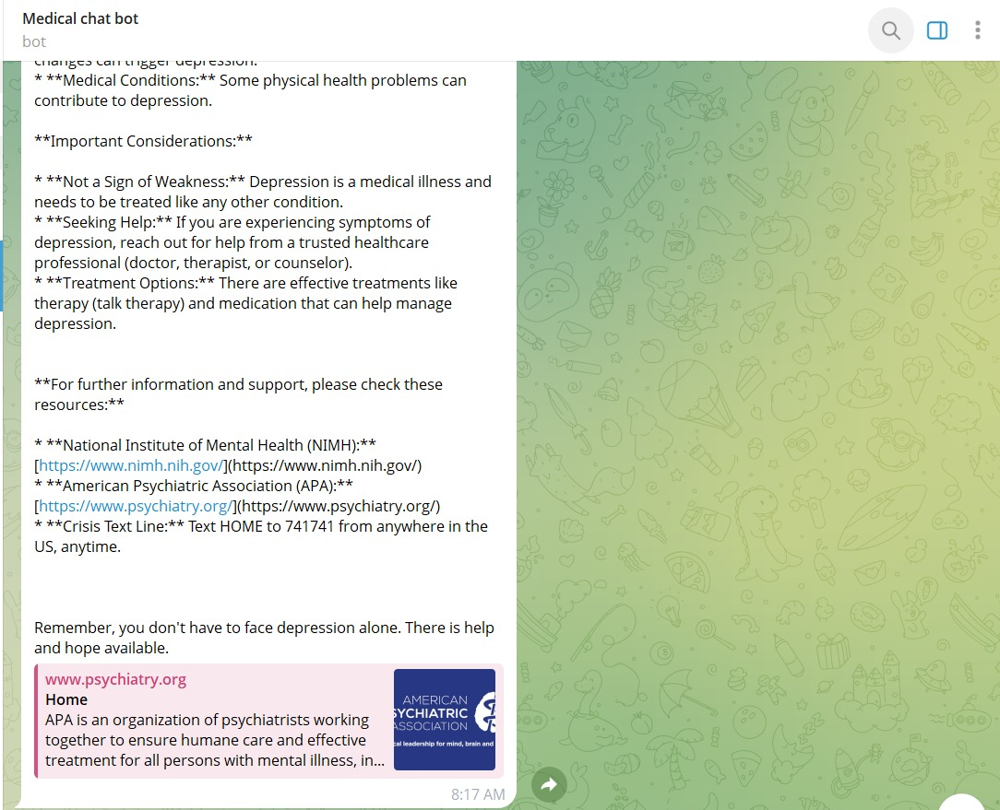 Medical chat bot
bot
changes can trigger depression.
* **Medical Conditions:** Some physical health problems can
contribute to depression.
**Important Considerations:**
* **Not a Sign of Weakness:** Depression is a medical illness and
needs to be treated like any other condition.
* **Seeking Help:** If you are experiencing symptoms of
depression, reach out for help from a trusted healthcare
professional (doctor, therapist, or counselor).
* **Treatment Options:** There are effective treatments like
therapy (talk therapy) and medication that can help manage
depression.
**For further information and support, please check these
resources:**
* **National Institute of Mental Health (NIMH):**
[https://www.nimh.nih.gov/](https://www.nimh.nih.gov/)
* **American Psychiatric Association (APA):**
[https://www.psychiatry.org/](https://www.psychiatry.org/)
* **Crisis Text Line:** Text HOME to 741741 from anywhere in the
US, anytime.
Remember, you don't have to face depression alone. There is help
and hope available.
www.psychiatry.org
Home
APA is an organization of psychiatrists working
together to ensure humane care and effective
treatment for all persons with mental illness, in...
AMERICAN
SYCHIATRIC
ASSOCIATION
cal leadership for mind, brain and
8:17 AM